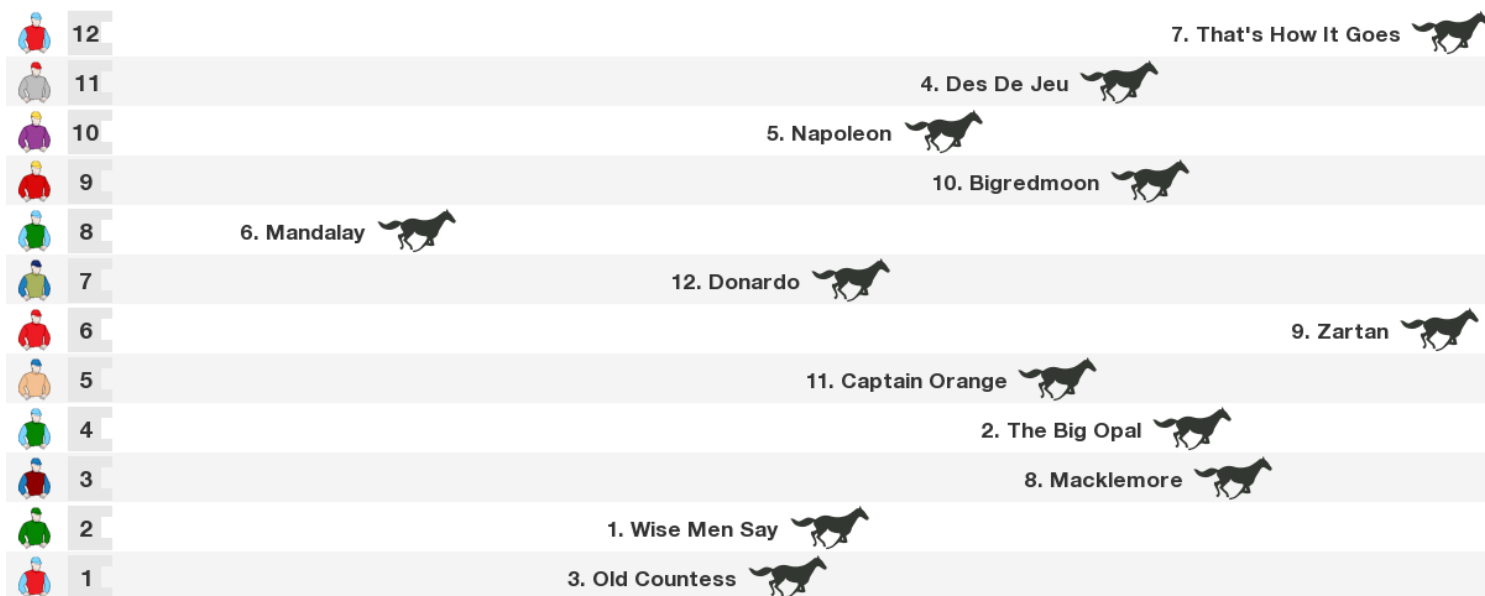 12 7. That's How It Goes
11 4. Des De Jeu
10 5. Napoleon
9 10. Bigredmoon
8 6. Mandalay
7 12. Donardo
6 9. Zartan
5 11. Captain Orange
4 2. The Big Opal
3 8. Macklemore
2 1. Wise Men Say
1 3. Old Countess